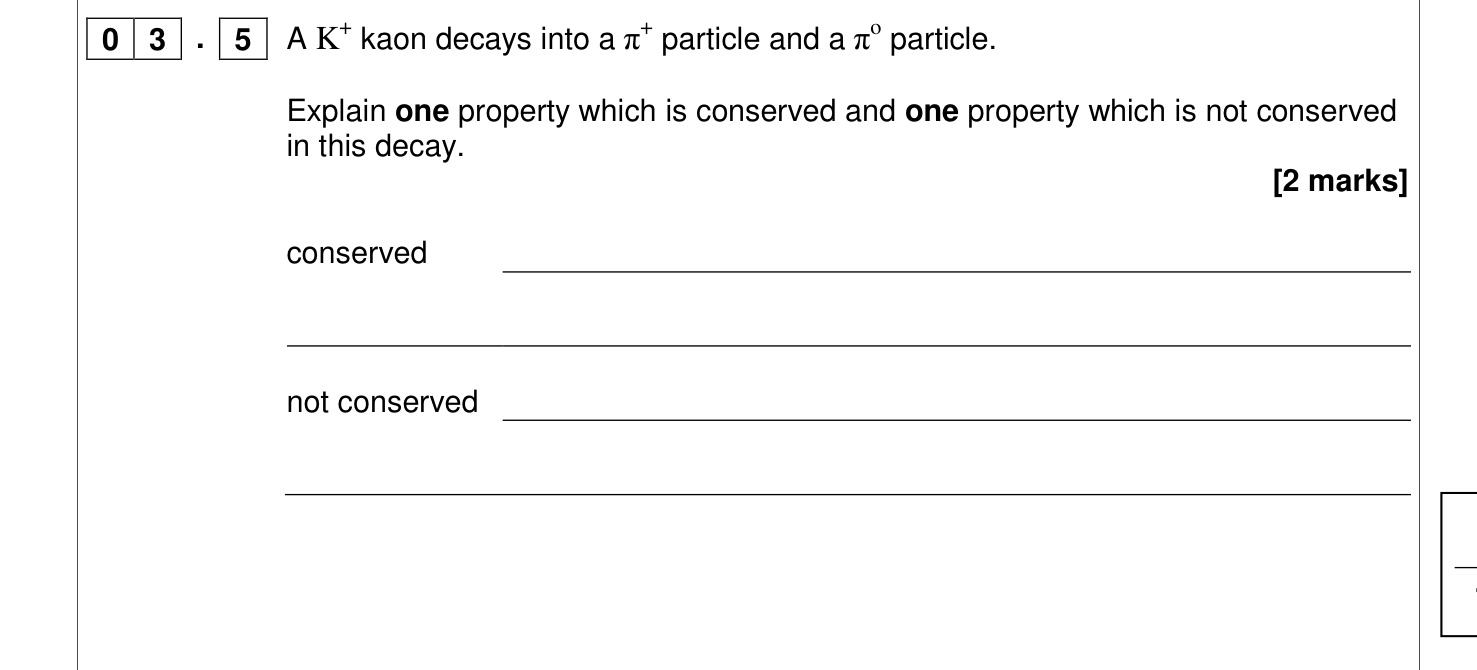 0 3 . 5 A K⁺ kaon decays into a π⁺ particle and a π⁰ particle.
Explain one property which is conserved and one property which is not conserved
in this decay.
[2 marks]
conserved
not conserved